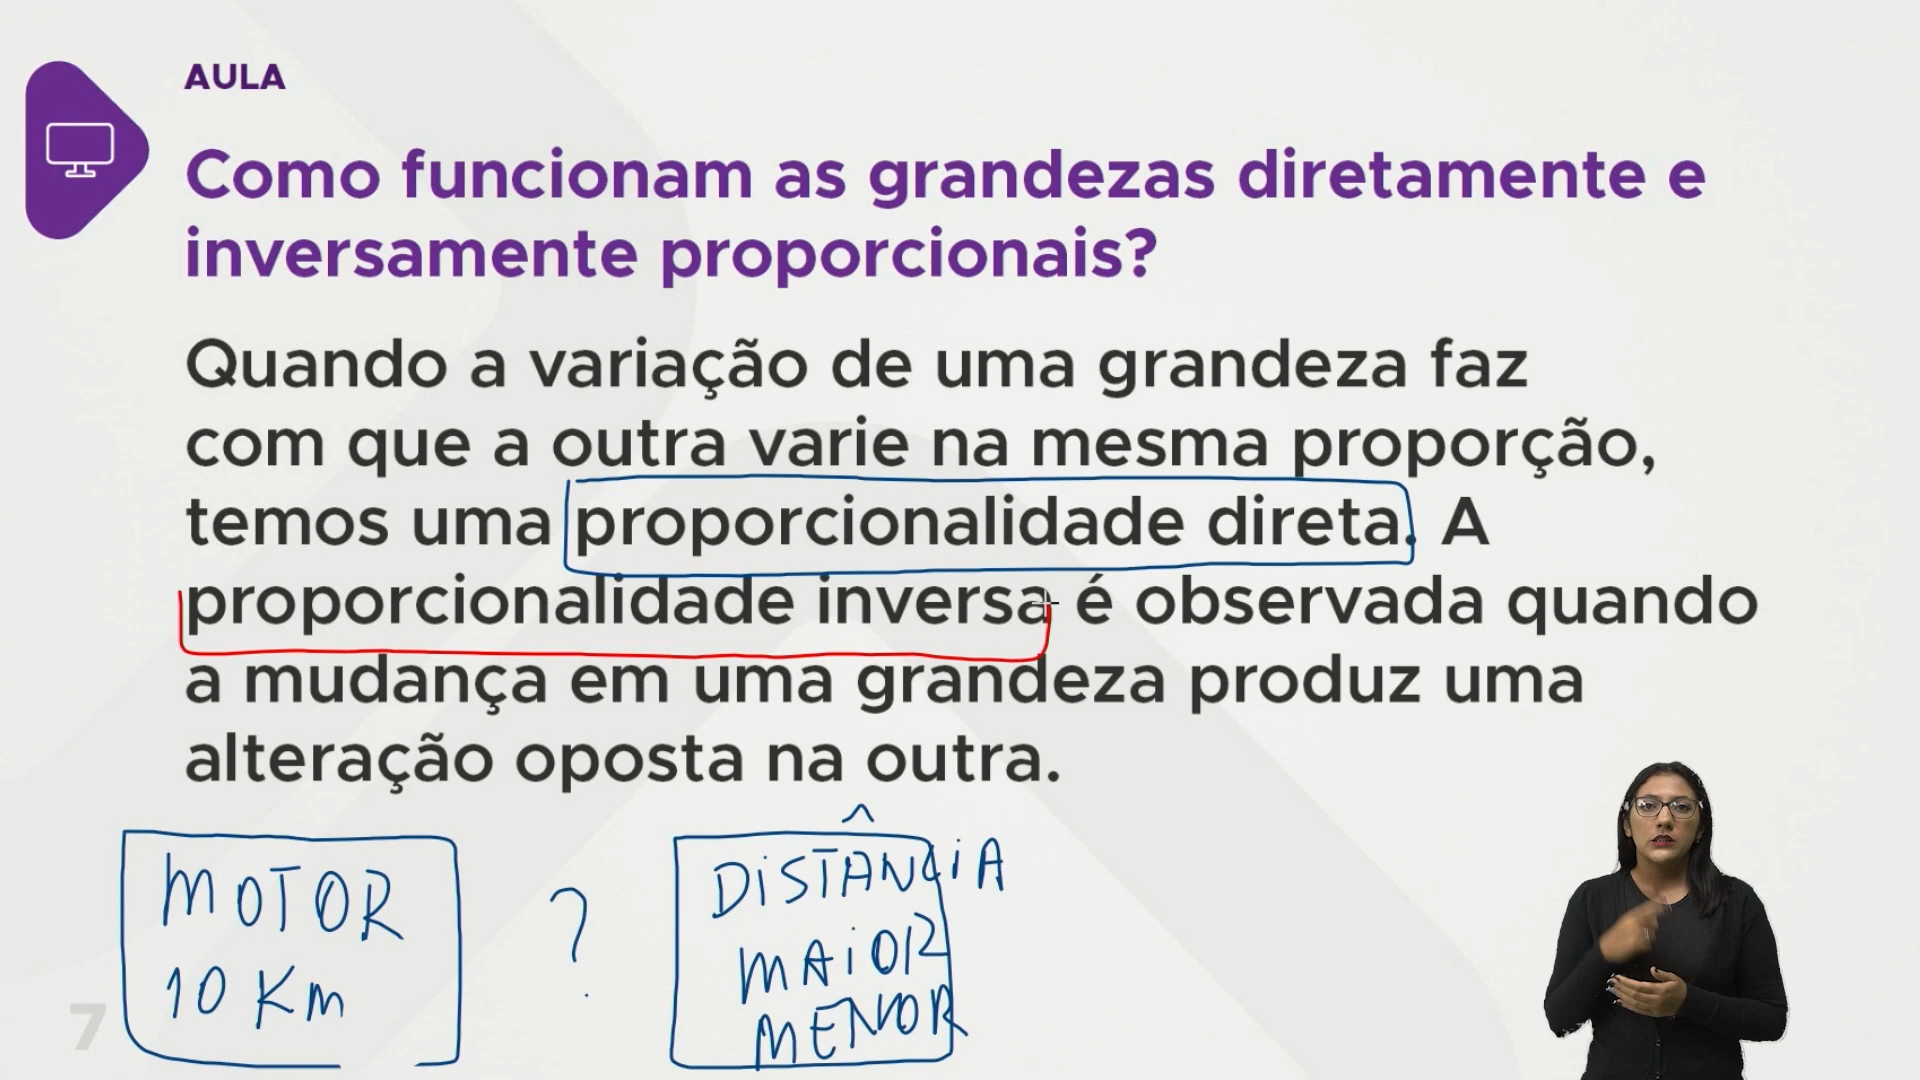 AULA
Como funcionam as grandezas diretamente e
inversamente proporcionais?
Quando a variação de uma grandeza faz
com que a outra varie na mesma proporção,
temos uma proporcionalidade direta. A
proporcionalidade inversa é observada quando
a mudança em uma grandeza produz uma
alteração oposta na outra.
MOTOR
10 Km
?
DiSTÂNCiA
MAiOR
MENOR
7